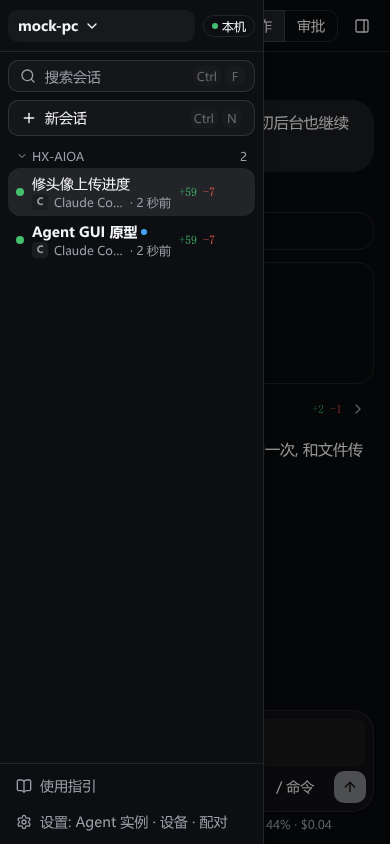 mock-pc
本机
作
审批
搜索会话 Ctrl F
新会话 Ctrl N
切后台也继续
HX-AIOA 2
修头像上传进度
C Claude Co... · 2 秒前 +59 −7
Agent GUI 原型
C Claude Co... · 2 秒前 +59 −7
+2 −1
一次, 和文件传
使用指引
/ 命令
设置: Agent 实例 · 设备 · 配对
44% · $0.04